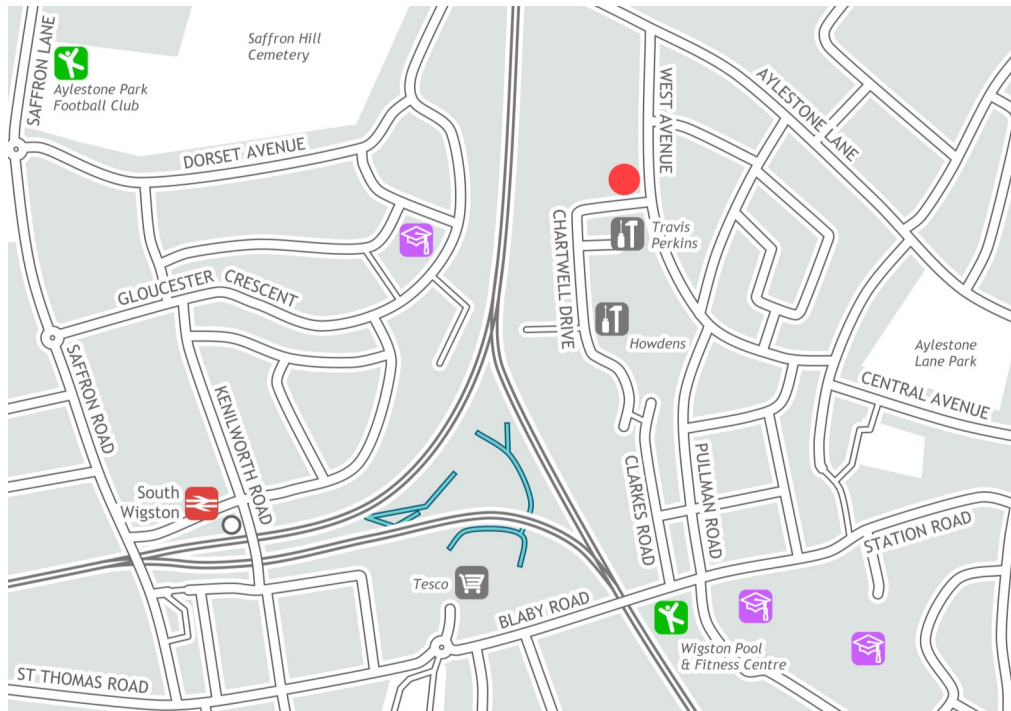 SAFFRON LANE
Aylestone Park
Football Club
Saffron Hill
Cemetery
DORSET AVENUE
WEST AVENUE
AYLESTONE LANE
Travis
Perkins
CHARTWELL DRIVE
Howdens
GLOUCESTER CRESCENT
Aylestone
Lane Park
SAFFRON ROAD
KENILWORTH ROAD
CENTRAL AVENUE
South
Wigston
CLARKES ROAD
PULLMAN ROAD
STATION ROAD
Tesco
BLABY ROAD
Wigston Pool
& Fitness Centre
ST THOMAS ROAD